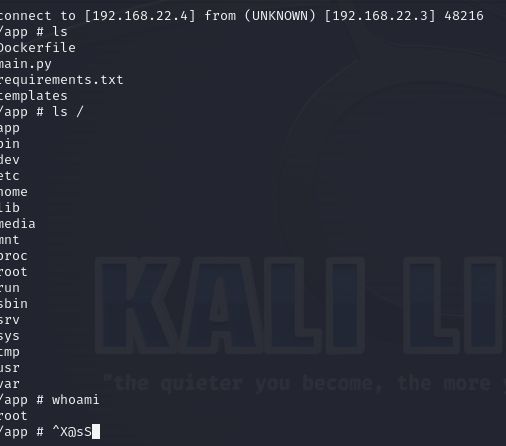 connect to [192.168.22.4] from (UNKNOWN) [192.168.22.3] 48216
/app # ls
Dockerfile
main.py
requirements.txt
templates
/app # ls /
app
bin
dev
etc
home
lib
media
mnt
proc
root
run
sbin
srv
sys
tmp
usr
var
/app # whoami
root
/app # ^X@sS
KALI LI
"the quieter you become, the more